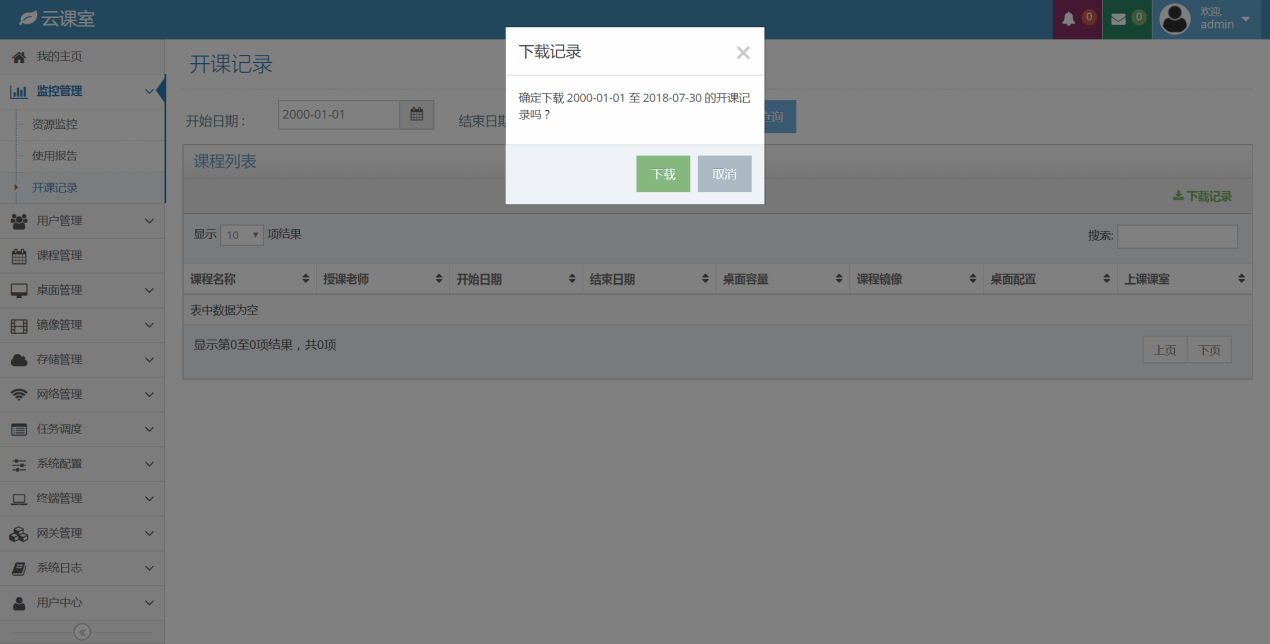 云课室
0
0
欢迎,
admin
我的主页
监控管理
资源监控
使用报告
开课记录
用户管理
课程管理
桌面管理
镜像管理
存储管理
网络管理
任务调度
系统配置
终端管理
网关管理
系统日志
用户中心
开课记录
开始日期：
2000-01-01
结束日期
查询
课程列表
下载记录
显示 10 项结果
搜索:
课程名称 授课老师 开始日期 结束日期 桌面容量 课程镜像 桌面配置 上课课室
表中数据为空
显示第0至0项结果，共0项
上页 下页
下载记录
×
确定下载 2000-01-01 至 2018-07-30 的开课记
录吗？
下载 取消